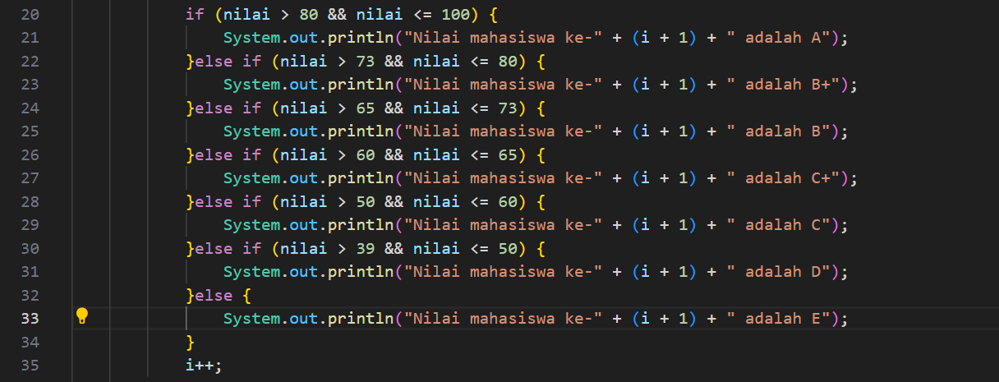 20 if (nilai > 80 && nilai <= 100) {
21 System.out.println("Nilai mahasiswa ke-" + (i + 1) + " adalah A");
22 }else if (nilai > 73 && nilai <= 80) {
23 System.out.println("Nilai mahasiswa ke-" + (i + 1) + " adalah B+");
24 }else if (nilai > 65 && nilai <= 73) {
25 System.out.println("Nilai mahasiswa ke-" + (i + 1) + " adalah B");
26 }else if (nilai > 60 && nilai <= 65) {
27 System.out.println("Nilai mahasiswa ke-" + (i + 1) + " adalah C+");
28 }else if (nilai > 50 && nilai <= 60) {
29 System.out.println("Nilai mahasiswa ke-" + (i + 1) + " adalah C");
30 }else if (nilai > 39 && nilai <= 50) {
31 System.out.println("Nilai mahasiswa ke-" + (i + 1) + " adalah D");
32 }else {
33 System.out.println("Nilai mahasiswa ke-" + (i + 1) + " adalah E");
34 }
35 i++;